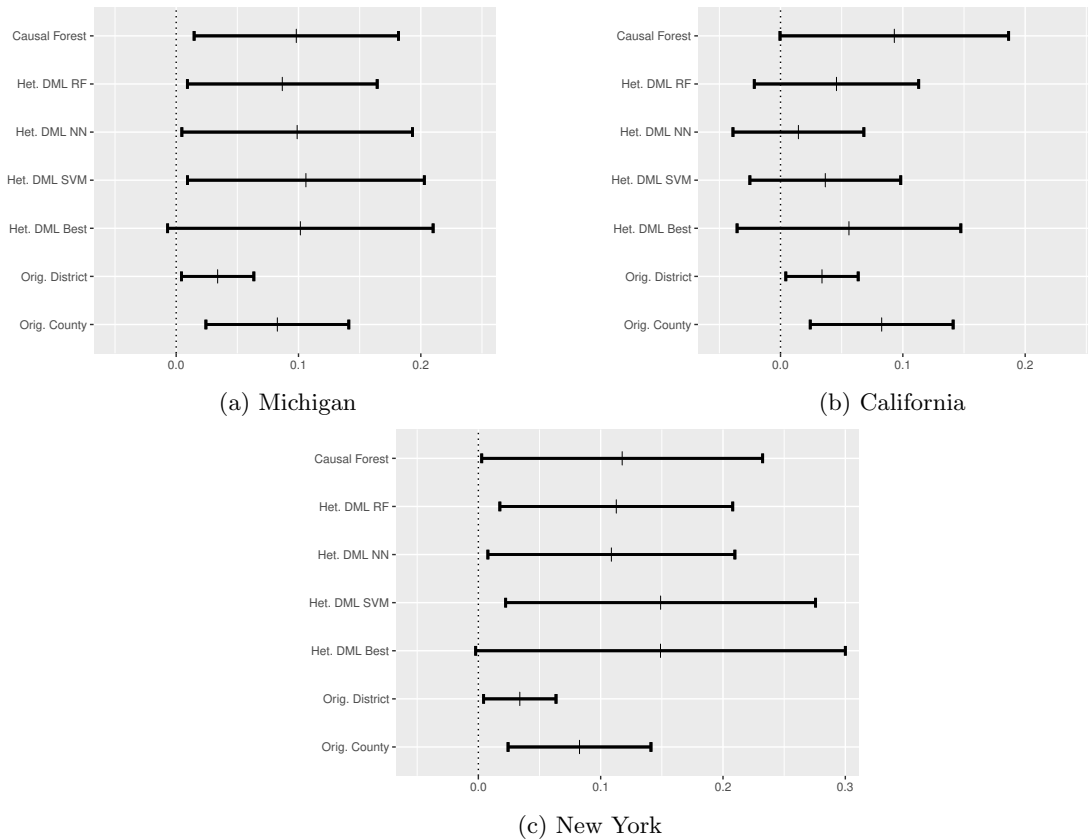 Causal Forest
Het. DML RF
Het. DML NN
Het. DML SVM
Het. DML Best
Orig. District
Orig. County
0.0 0.1 0.2
(a) Michigan
Causal Forest
Het. DML RF
Het. DML NN
Het. DML SVM
Het. DML Best
Orig. District
Orig. County
0.0 0.1 0.2
(b) California
Causal Forest
Het. DML RF
Het. DML NN
Het. DML SVM
Het. DML Best
Orig. District
Orig. County
0.0 0.1 0.2 0.3
(c) New York